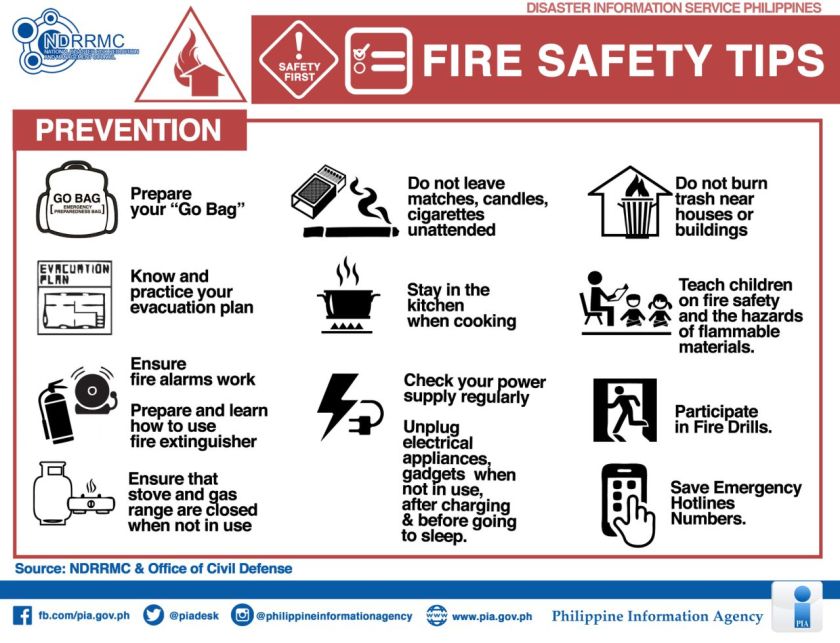 DISASTER INFORMATION SERVICE PHILIPPINES
NDRRMC
NATIONAL DISASTER RISK REDUCTION
AND MANAGEMENT COUNCIL
SAFETY
FIRST
FIRE SAFETY TIPS
PREVENTION
GO BAG
EMERGENCY
PREPAREDNESS BAG
Prepare
your “Go Bag”
EVACUATION
PLAN
Know and
practice your
evacuation plan
Ensure
fire alarms work
Prepare and learn
how to use
fire extinguisher
Ensure that
stove and gas
range are closed
when not in use
Do not leave
matches, candles,
cigarettes
unattended
Stay in the
kitchen
when cooking
Check your power
supply regularly
Unplug
electrical
appliances,
gadgets when
not in use,
after charging
& before going
to sleep.
Do not burn
trash near
houses or
buildings
Teach children
on fire safety
and the hazards
of flammable
materials.
Participate
in Fire Drills.
Save Emergency
Hotlines
Numbers.
Source: NDRRMC & Office of Civil Defense
fb.com/pia.gov.ph
@piadesk
@philippineinformationagency
www.pia.gov.ph
Philippine Information Agency
PIA